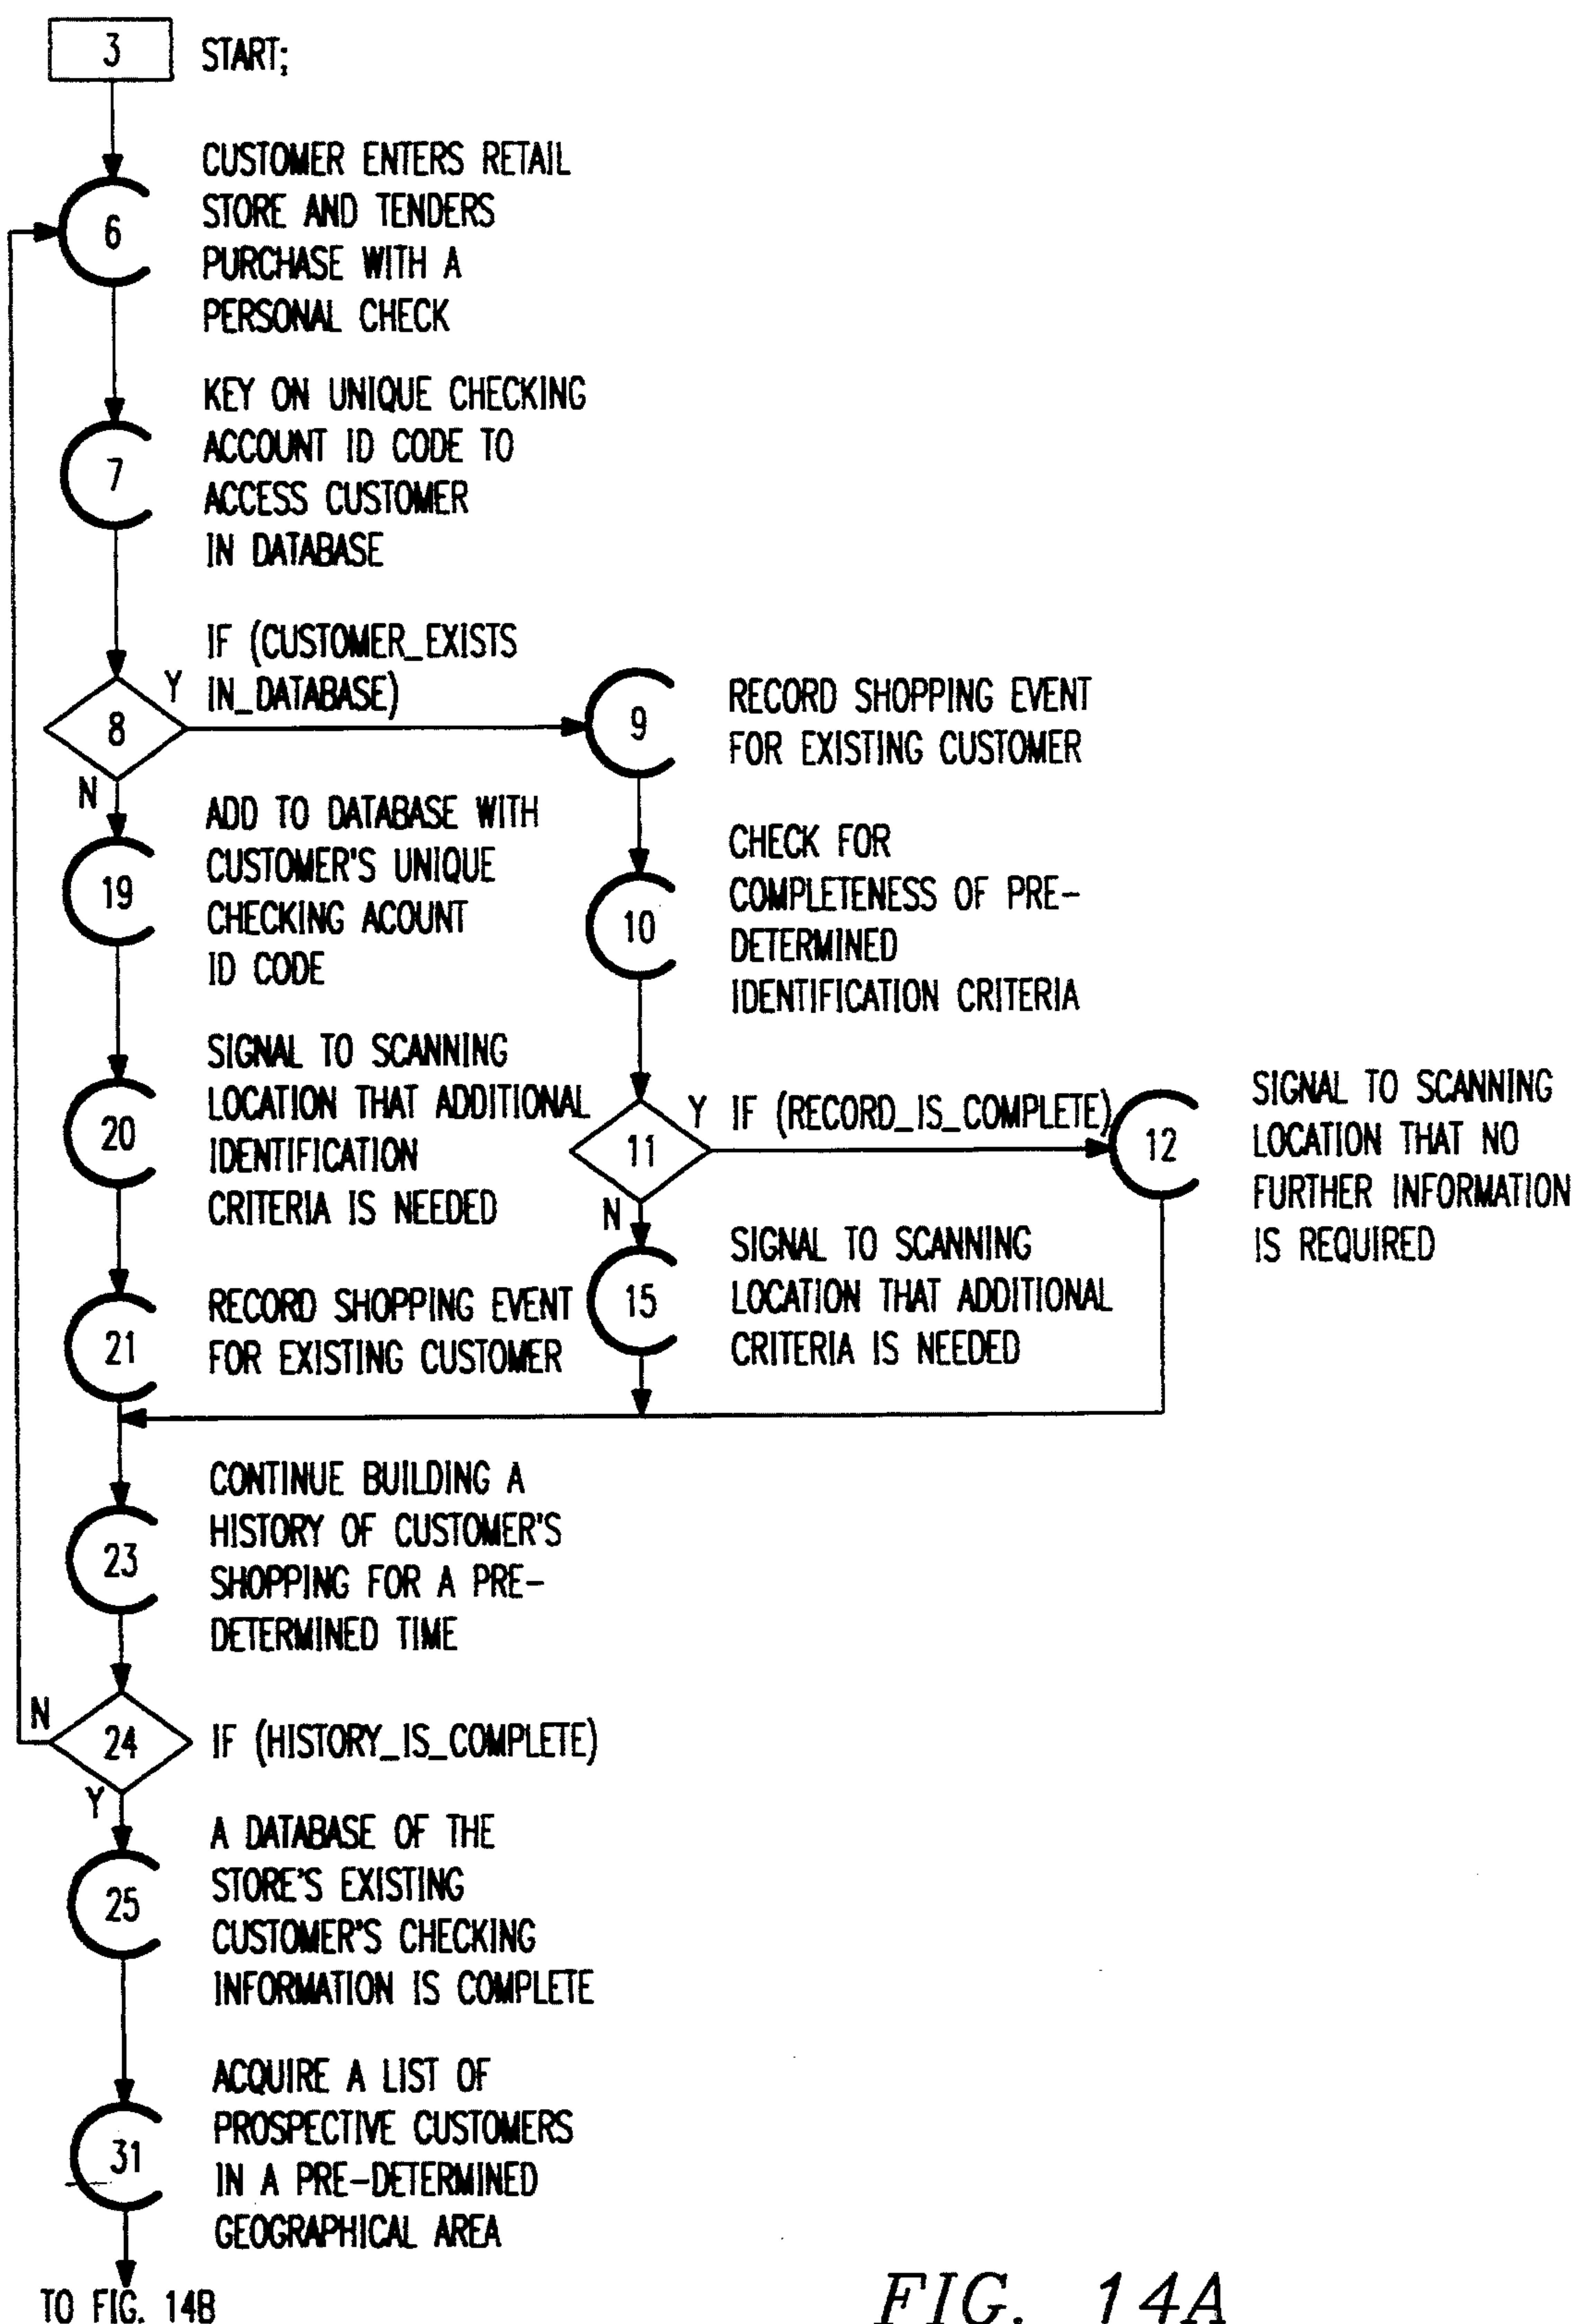 3 START;
CUSTOMER ENTERS RETAIL
STORE AND TENDERS
6
PURCHASE WITH A
PERSONAL CHECK
KEY ON UNIQUE CHECKING
ACCOUNT ID CODE TO
7
ACCESS CUSTOMER
IN DATABASE
IF (CUSTOMER_EXISTS
Y IN_DATABASE)
8
N
9
RECORD SHOPPING EVENT
FOR EXISTING CUSTOMER
ADD TO DATABASE WITH
CUSTOMER'S UNIQUE
19
CHECKING ACOUNT
ID CODE
CHECK FOR
COMPLETENESS OF PRE-
10
DETERMINED
IDENTIFICATION CRITERIA
SIGNAL TO SCANNING
LOCATION THAT ADDITIONAL
20
IDENTIFICATION
CRITERIA IS NEEDED
Y IF (RECORD_IS_COMPLETE)
11
N
12
SIGNAL TO SCANNING
LOCATION THAT NO
FURTHER INFORMATION
IS REQUIRED
SIGNAL TO SCANNING
15
LOCATION THAT ADDITIONAL
CRITERIA IS NEEDED
RECORD SHOPPING EVENT
21
FOR EXISTING CUSTOMER
CONTINUE BUILDING A
HISTORY OF CUSTOMER'S
23
SHOPPING FOR A PRE-
DETERMINED TIME
N
24 IF (HISTORY_IS_COMPLETE)
Y
A DATABASE OF THE
STORE'S EXISTING
25
CUSTOMER'S CHECKING
INFORMATION IS COMPLETE
ACQUIRE A LIST OF
PROSPECTIVE CUSTOMERS
31
IN A PRE-DETERMINED
GEOGRAPHICAL AREA
TO FIG. 14B
FIG. 14A